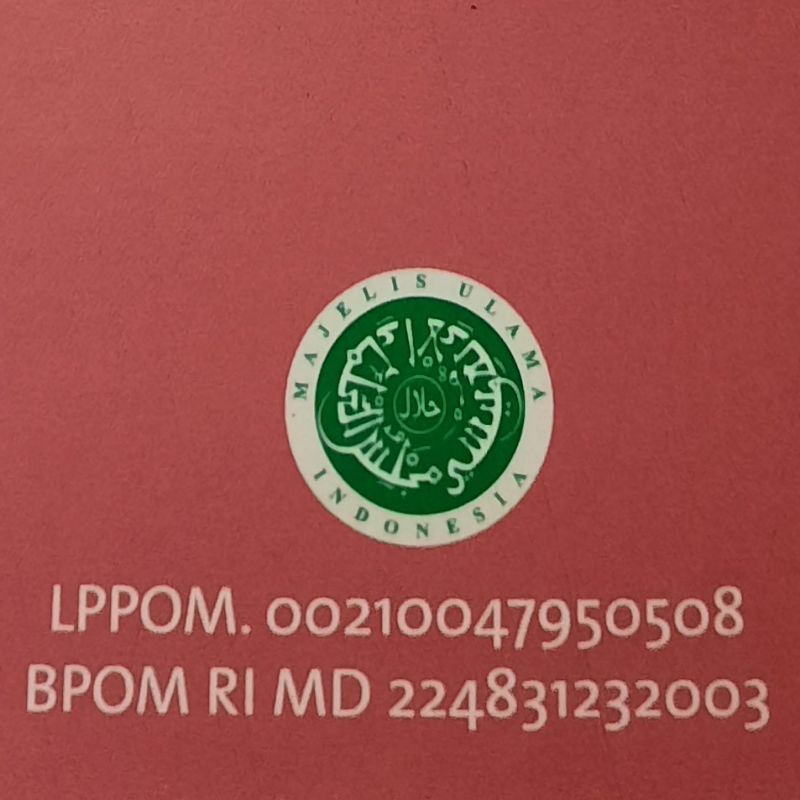 MAJELIS ULAMA
INDONESIA
حلال
LPPOM. 00210047950508
BPOM RI MD 224831232003